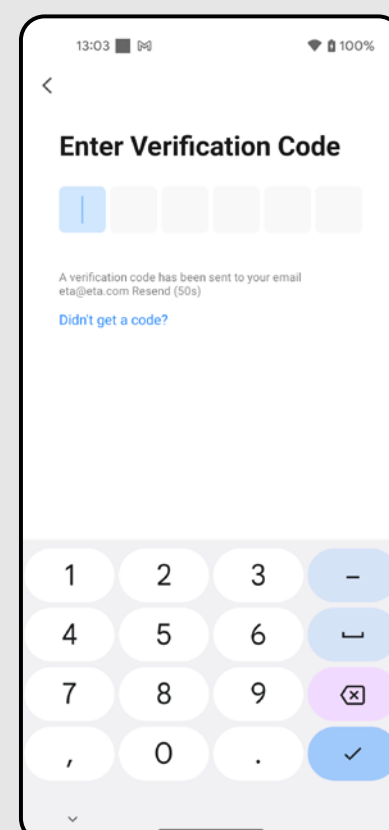 13:03
100%
Enter Verification Code
A verification code has been sent to your email
eta@eta.com Resend (50s)
Didn't get a code?
1 2 3 –
4 5 6
7 8 9
, 0 .